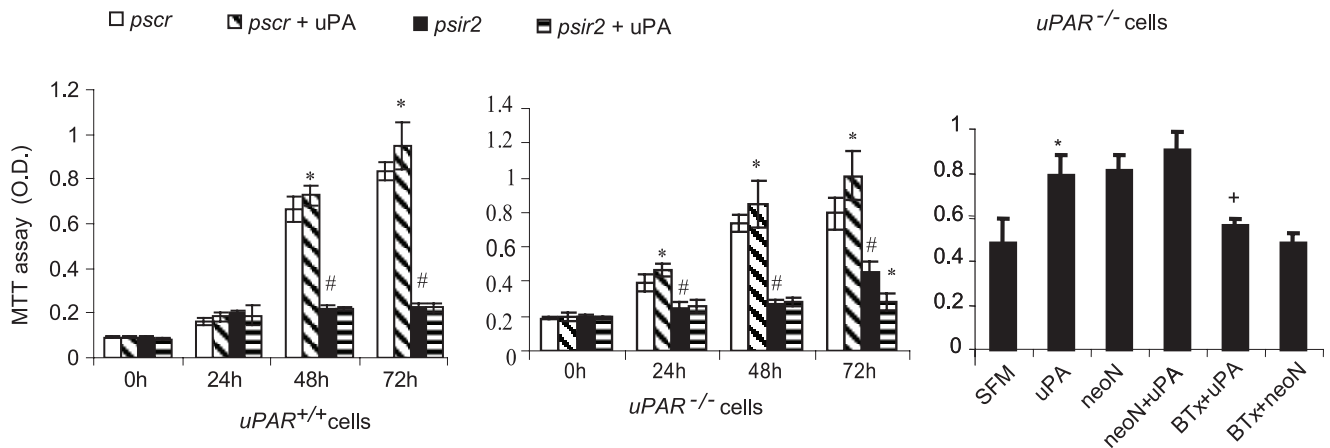 pscr pscr + uPA psir2 psir2 + uPA
uPAR-/- cells
MTT assay (O.D.)
1.2
1
0.8
0.6
0.4
0.2
0
* * # #
0h 24h 48h 72h
uPAR+/+ cells
1.4
1.2
1
0.8
0.6
0.4
0.2
0
* # * # * # *
0h 24h 48h 72h
uPAR-/- cells
1
0.8
0.6
0.4
0.2
0
* +
SFM uPA neoN neoN+uPA BTx+uPA BTx+neoN